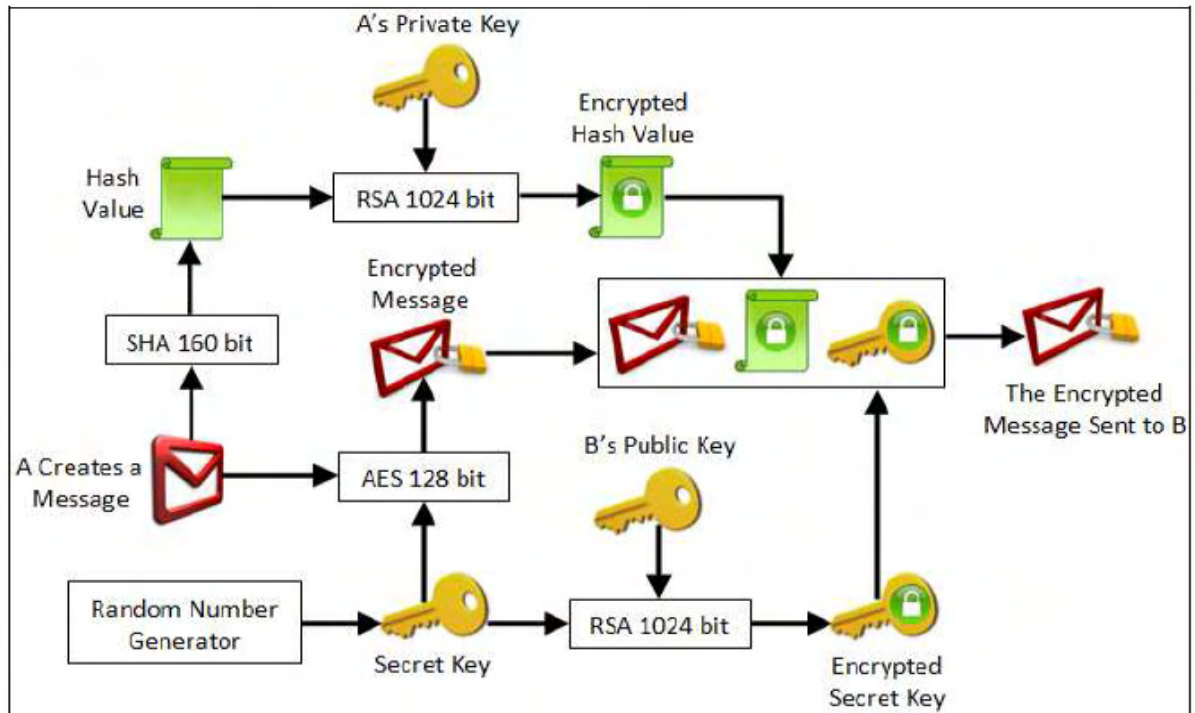 A's Private Key
Encrypted
Hash Value
Hash
Value
RSA 1024 bit
Encrypted
Message
SHA 160 bit
The Encrypted
Message Sent to B
A Creates a
Message
AES 128 bit
B's Public Key
Random Number
Generator
Secret Key
RSA 1024 bit
Encrypted
Secret Key